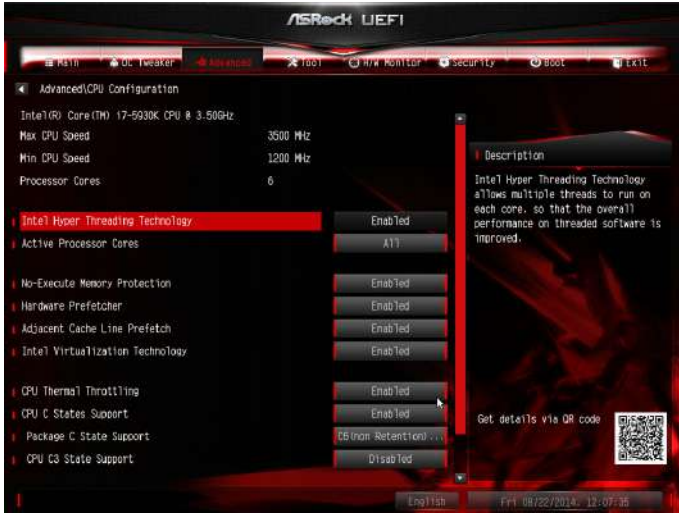 ASRock UEFI
Main OC Tweaker Advanced Tool H/W Monitor Security Boot Exit
Advanced\CPU Configuration
Intel(R) Core(TM) i7-5930K CPU @ 3.50GHz
Max CPU Speed 3500 MHz
Min CPU Speed 1200 MHz
Processor Cores 6
Intel Hyper Threading Technology Enabled
Active Processor Cores All
No-Execute Memory Protection Enabled
Hardware Prefetcher Enabled
Adjacent Cache Line Prefetch Enabled
Intel Virtualization Technology Enabled
CPU Thermal Throttling Enabled
CPU C States Support Enabled
Package C State Support C6(non Retention)...
CPU C3 State Support Disabled
Description
Intel Hyper Threading Technology
allows multiple threads to run on
each core, so that the overall
performance on threaded software is
improved.
Get details via QR code
English Fri 08/22/2014, 12:07:35